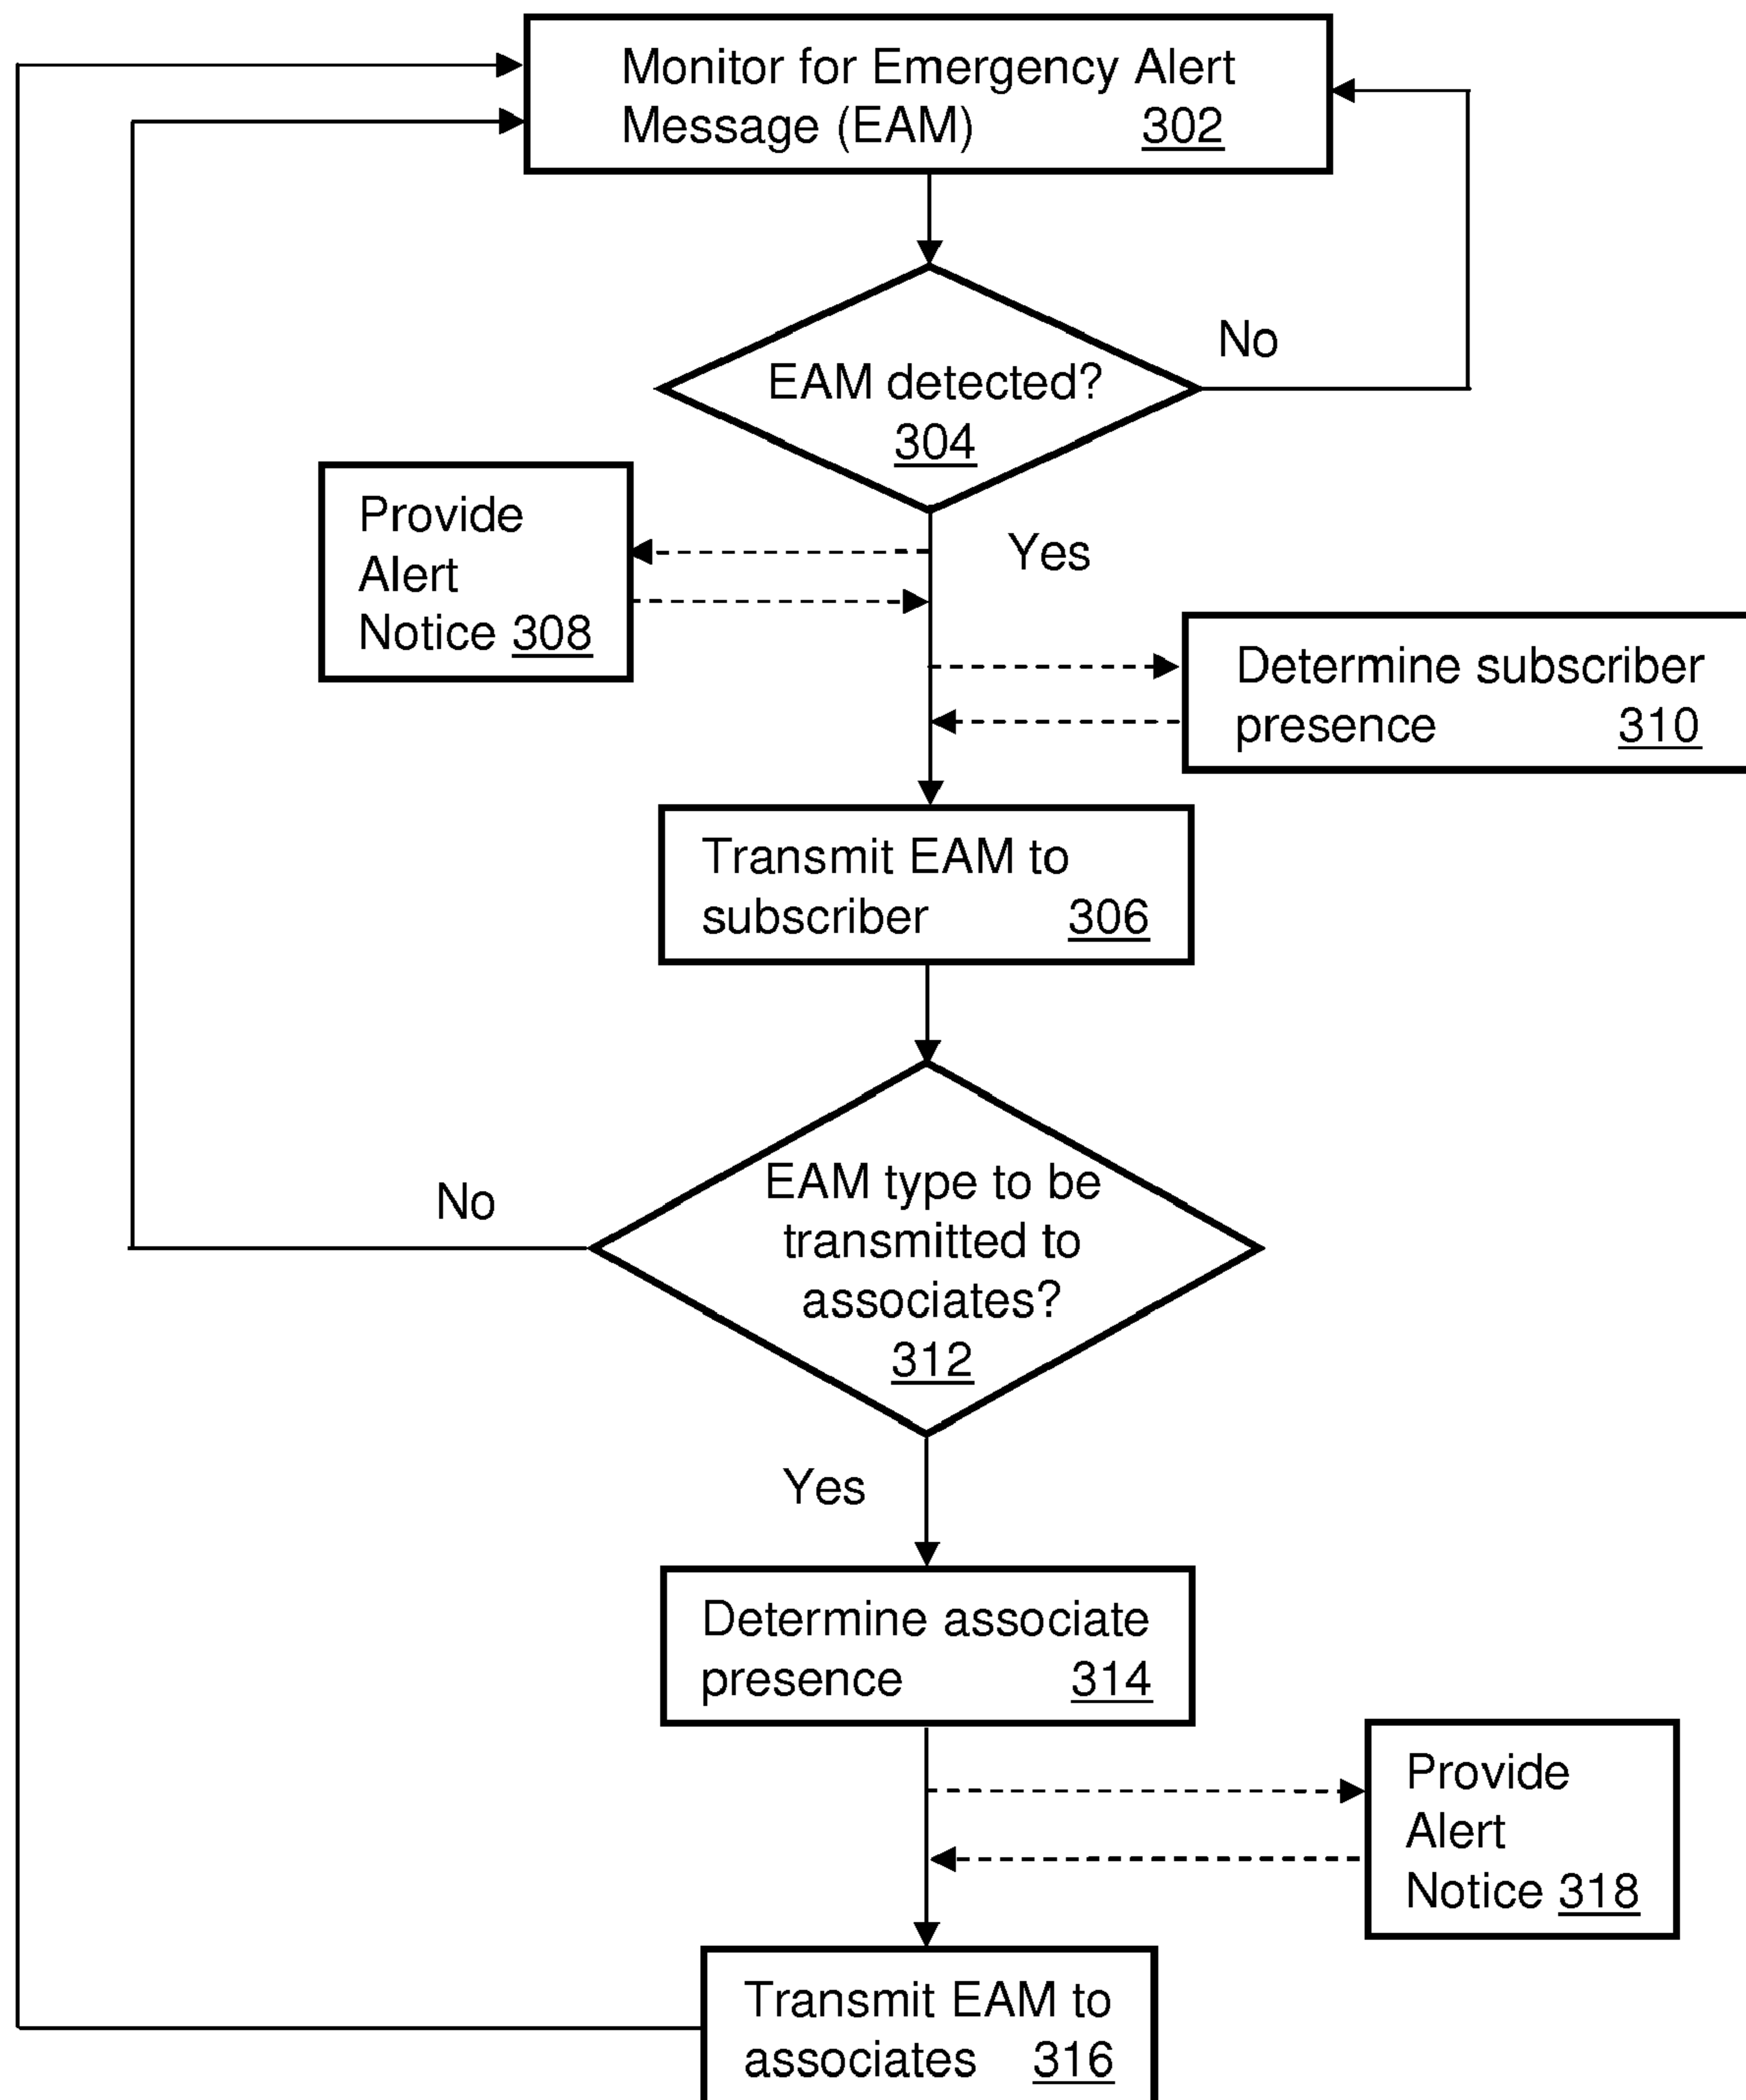 Monitor for Emergency Alert
Message (EAM) 302
EAM detected?
304
No
Yes
Provide
Alert
Notice 308
Determine subscriber
presence 310
Transmit EAM to
subscriber 306
EAM type to be
transmitted to
associates?
312
No
Yes
Determine associate
presence 314
Provide
Alert
Notice 318
Transmit EAM to
associates 316